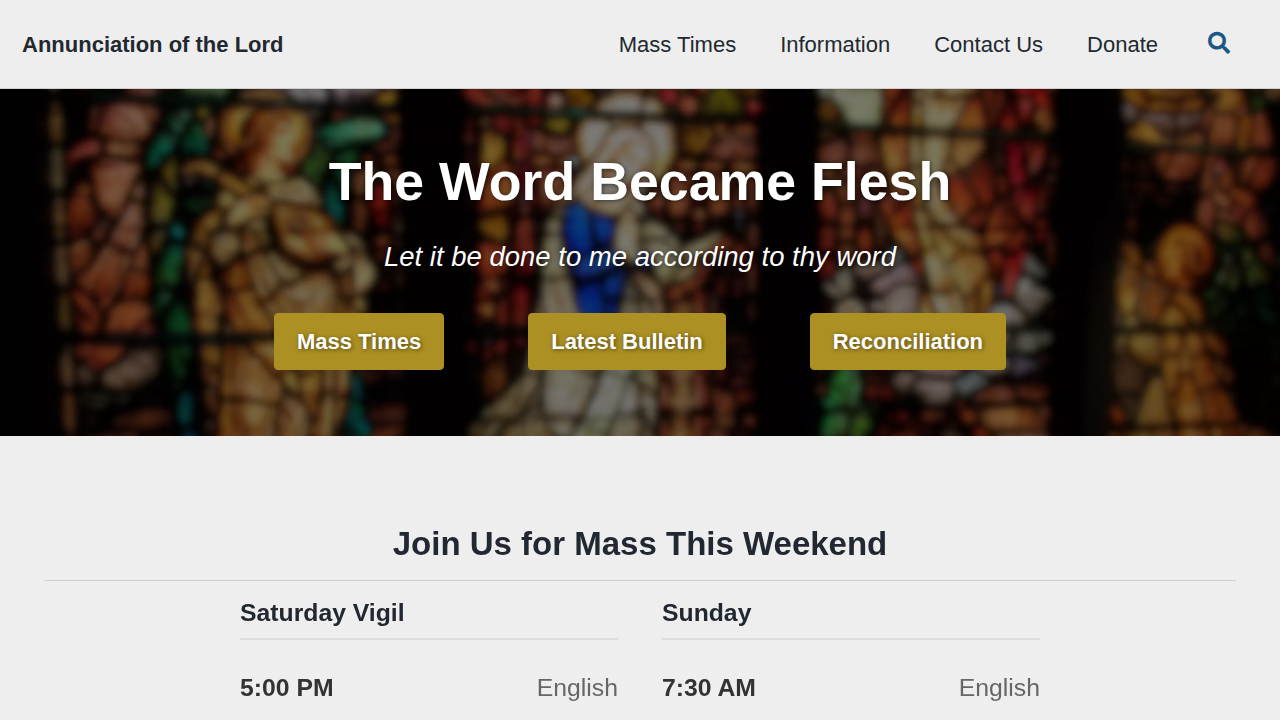 Annunciation of the Lord
Mass Times Information Contact Us Donate
The Word Became Flesh
Let it be done to me according to thy word
Mass Times Latest Bulletin Reconciliation
Join Us for Mass This Weekend
Saturday Vigil Sunday
5:00 PM English 7:30 AM English